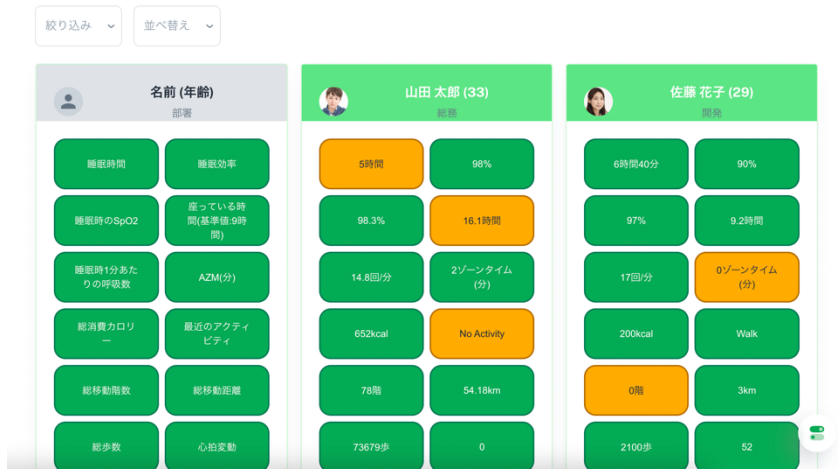 絞り込み
並べ替え
名前 (年齢)
部署
睡眠時間
睡眠効率
睡眠時のSpO2
座っている時
間(基準値:9時
間)
睡眠時1分あた
りの呼吸数
AZM(分)
総消費カロリ
ー
最近のアクティ
ビティ
総移動階数
総移動距離
総歩数
心拍変動
山田 太郎 (33)
総務
5時間
98%
98.3%
16.1時間
14.8回/分
2ゾーンタイム
(分)
652kcal
No Activity
78階
54.18km
73679歩
0
佐藤 花子 (29)
開発
6時間40分
90%
97%
9.2時間
17回/分
0ゾーンタイム
(分)
200kcal
Walk
0階
3km
2100歩
52